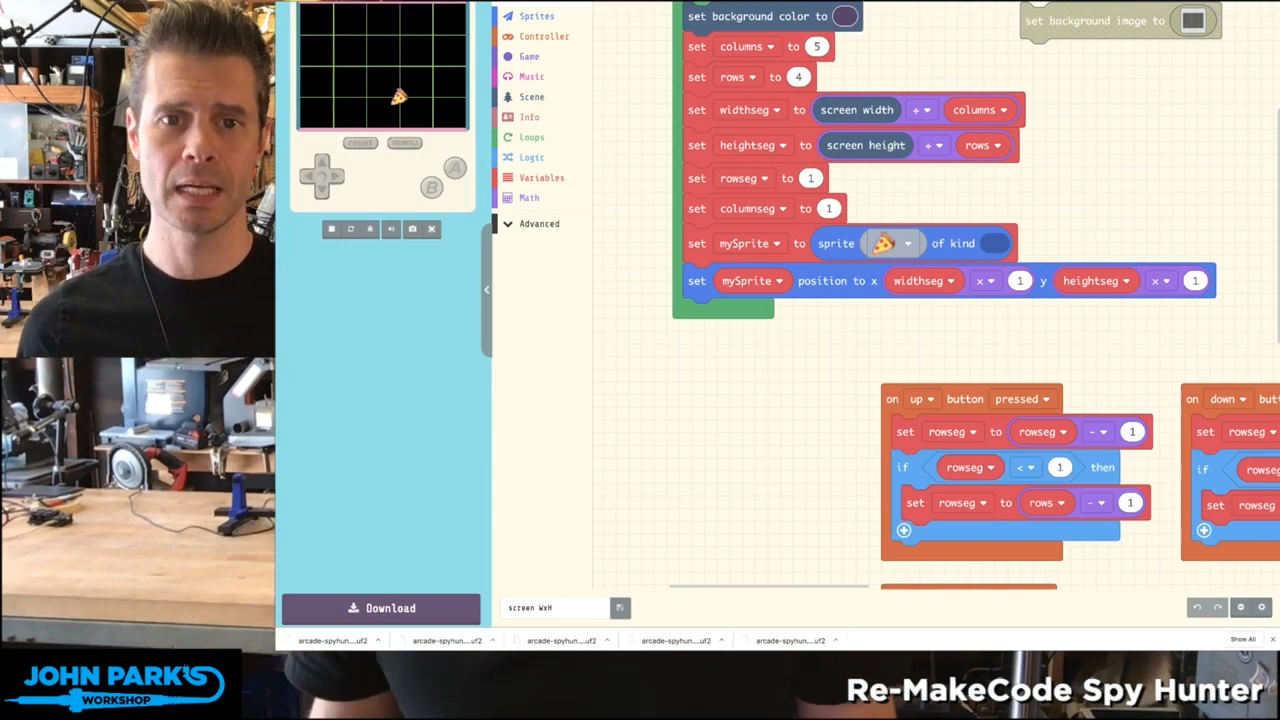 reset menu
A
B
Download
Sprites
Controller
Game
Music
Scene
Info
Loops
Logic
Variables
Math
Advanced
set background color to
set background image to
set columns to 5
set rows to 4
set widthseg to screen width ÷ columns
set heightseg to screen height ÷ rows
set rowseg to 1
set columnseg to 1
set mySprite to sprite of kind
set mySprite position to x widthseg x 1 y heightseg x 1
on up button pressed
set rowseg to rowseg - 1
if rowseg < 1 then
set rowseg to rows - 1
on down
set rowseg
if
set rowseg
screen WxH
arcade-spyhun....uf2 arcade-spyhun....uf2 arcade-spyhun....uf2 arcade-spyhun....uf2 arcade-spyhun....uf2 Show All
JOHN PARK'S
WORKSHOP
Re-MakeCode Spy Hunter